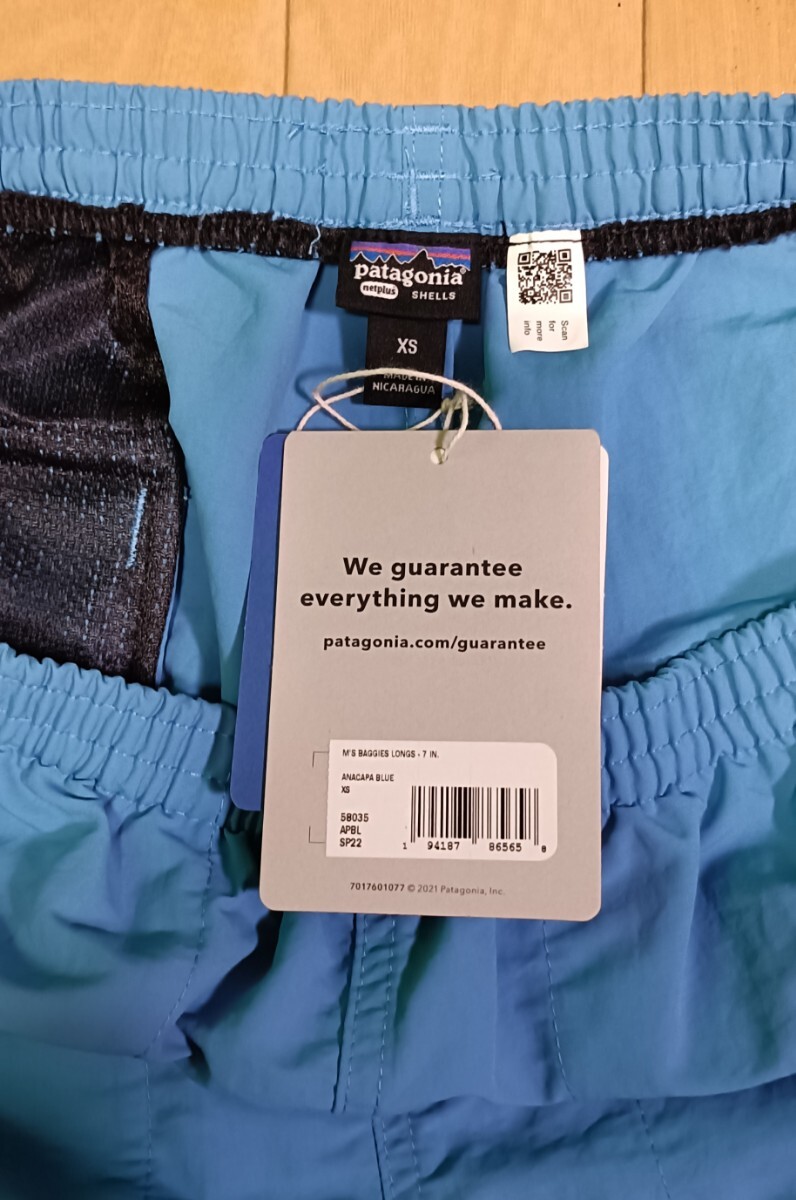 patagonia®
netplus SHELLS
XS
MADE IN
NICARAGUA
Scan
for
more
info
We guarantee
everything we make.
patagonia.com/guarantee
M'S BAGGIES LONGS - 7 IN.
ANACAPA BLUE
XS
58035
APBL
SP22
1 94187 86565 8
7017601077 © 2021 Patagonia, Inc.